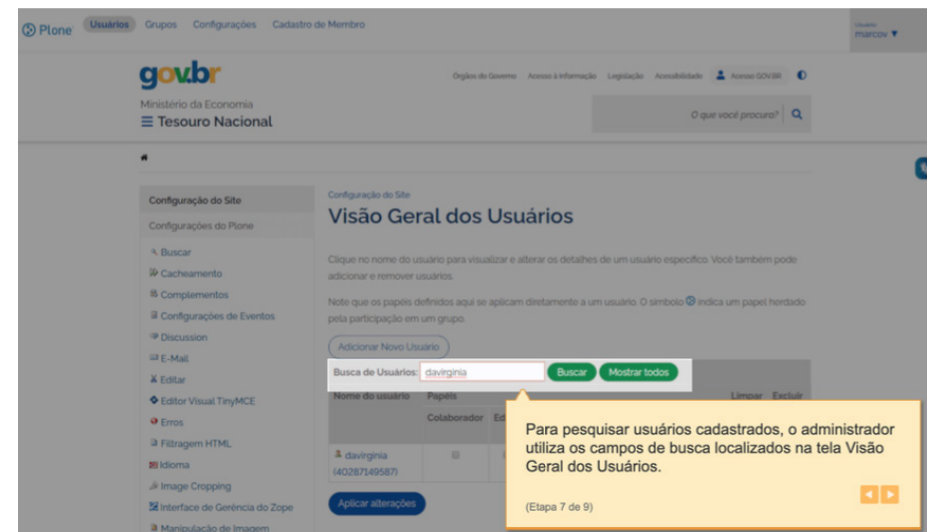 Plone
Usuários Grupos Configurações Cadastro de Membro
Usuário:
marcov ▼
gov.br
Órgãos do Governo Acesso à Informação Legislação Acessibilidade Acesso GOV.BR
Ministério da Economia
Tesouro Nacional
O que você procura?
Configuração do Site
Configurações do Plone
Buscar
Cacheamento
Complementos
Configurações de Eventos
Discussion
E-Mail
Editar
Editor Visual TinyMCE
Erros
Filtragem HTML
Idioma
Image Cropping
Interface de Gerência do Zope
Manipulação de Imagem
Configuração do Site
Visão Geral dos Usuários
Clique no nome do usuário para visualizar e alterar os detalhes de um usuário específico. Você também pode
adicionar e remover usuários.
Note que os papéis definidos aqui se aplicam diretamente a um usuário. O símbolo indica um papel herdado
pela participação em um grupo.
Adicionar Novo Usuário
Busca de Usuários: davirginia Buscar Mostrar todos
Nome do usuário Papéis Limpar Excluir
Colaborador Ed
davirginia
(40287149587)
Aplicar alterações
Para pesquisar usuários cadastrados, o administrador
utiliza os campos de busca localizados na tela Visão
Geral dos Usuários.
(Etapa 7 de 9)